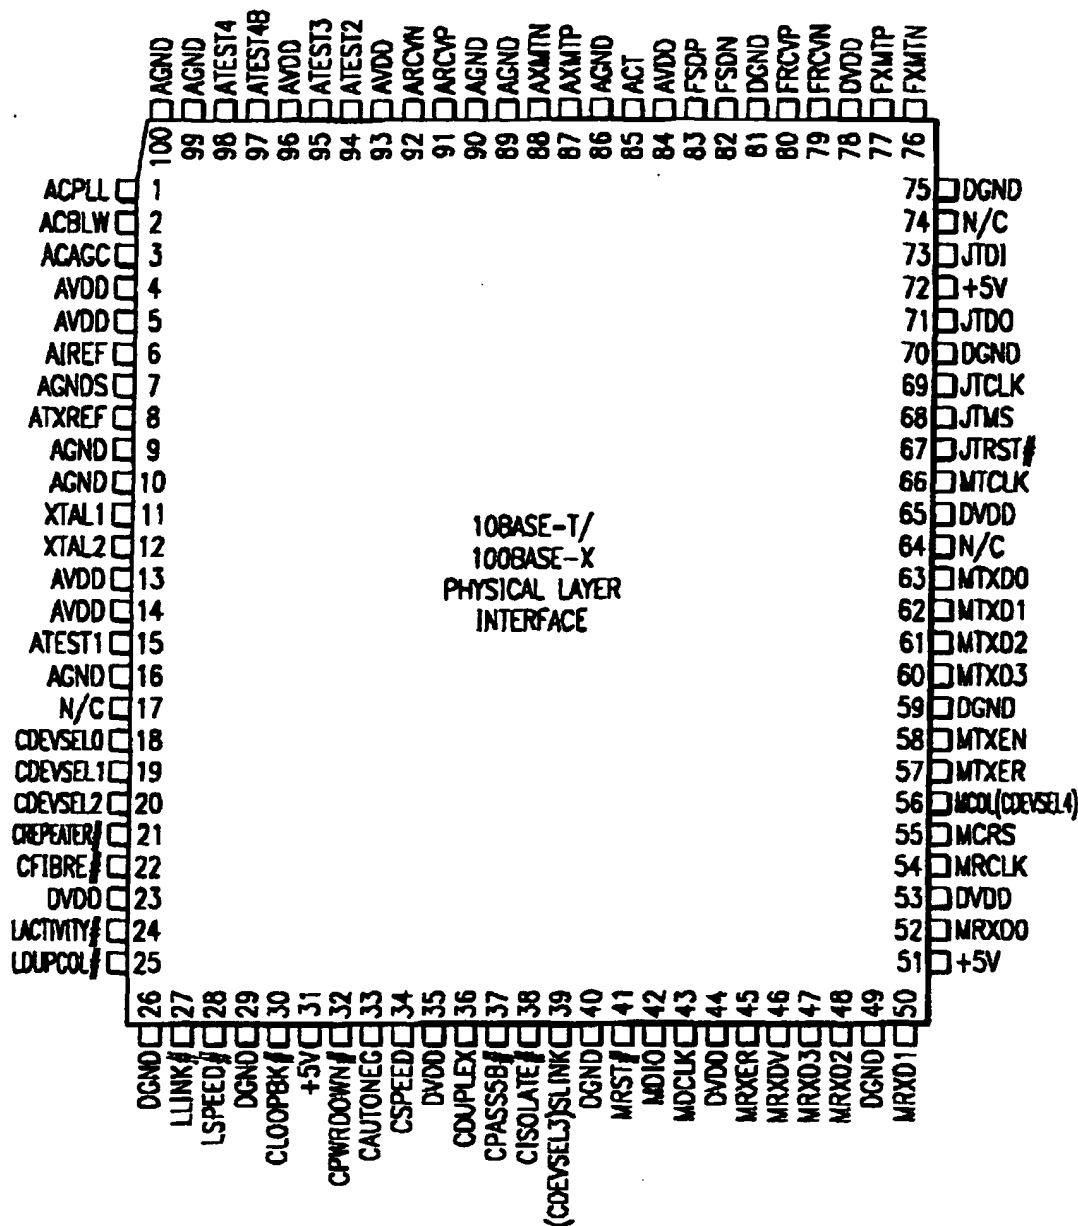 AGND
AGND
ATEST4
ATEST4B
AVDD
ATEST3
ATEST2
AVDD
ARCVN
ARCVP
AGND
AGND
AXMTN
AXMTP
AGND
ACT
AVDD
FSDP
FSDN
DGND
FRCVP
FRCVN
DVDD
FXMTP
FXMTN
100
99
98
97
96
95
94
93
92
91
90
89
88
87
86
85
84
83
82
81
80
79
78
77
76
ACPLL 1
ACBLW 2
ACAGC 3
AVDD 4
AVDD 5
AIREF 6
AGNDS 7
ATXREF 8
AGND 9
AGND 10
XTAL1 11
XTAL2 12
AVDD 13
AVDD 14
ATEST1 15
AGND 16
N/C 17
CDEVSEL0 18
CDEVSEL1 19
CDEVSEL2 20
CREPEATER# 21
CFIBRE# 22
DVDD 23
LACTIVITY# 24
LDUPCOL# 25
10BASE-T/
100BASE-X
PHYSICAL LAYER
INTERFACE
75 DGND
74 N/C
73 JTDI
72 +5V
71 JTDO
70 DGND
69 JTCLK
68 JTMS
67 JTRST#
66 MTCLK
65 DVDD
64 N/C
63 MTXD0
62 MTXD1
61 MTXD2
60 MTXD3
59 DGND
58 MTXEN
57 MTXER
56 MCOL(CDEVSEL4)
55 MCRS
54 MRCLK
53 DVDD
52 MRXD0
51 +5V
26
27
28
29
30
31
32
33
34
35
36
37
38
39
40
41
42
43
44
45
46
47
48
49
50
DGND
LLINK#
LSPEED#
DGND
CLOOPBK#
+5V
CPWRDOWN#
CAUTONEG
CSPEED
DVDD
CDUPLEX
CPASS5B#
CISOLATE#
(CDEVSEL3)SLINK
DGND
MRST#
MDIO
MDCLK
DVDD
MRXER
MRXDV
MRXD3
MRXD2
DGND
MRXD1